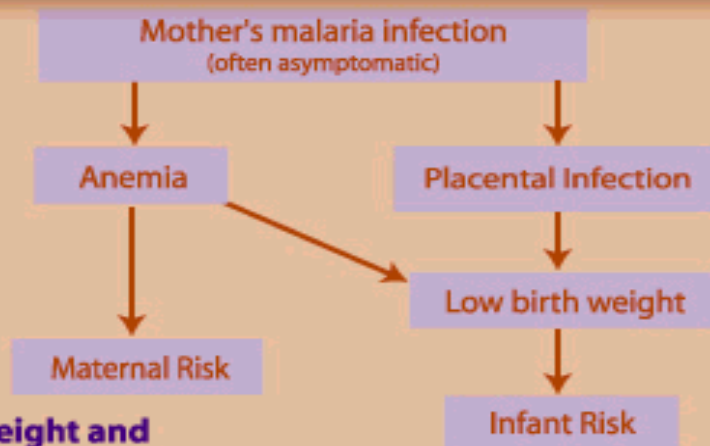 Mother's malaria infection
(often asymptomatic)
Anemia
Placental Infection
Low birth weight
Maternal Risk
Infant Risk
eight and